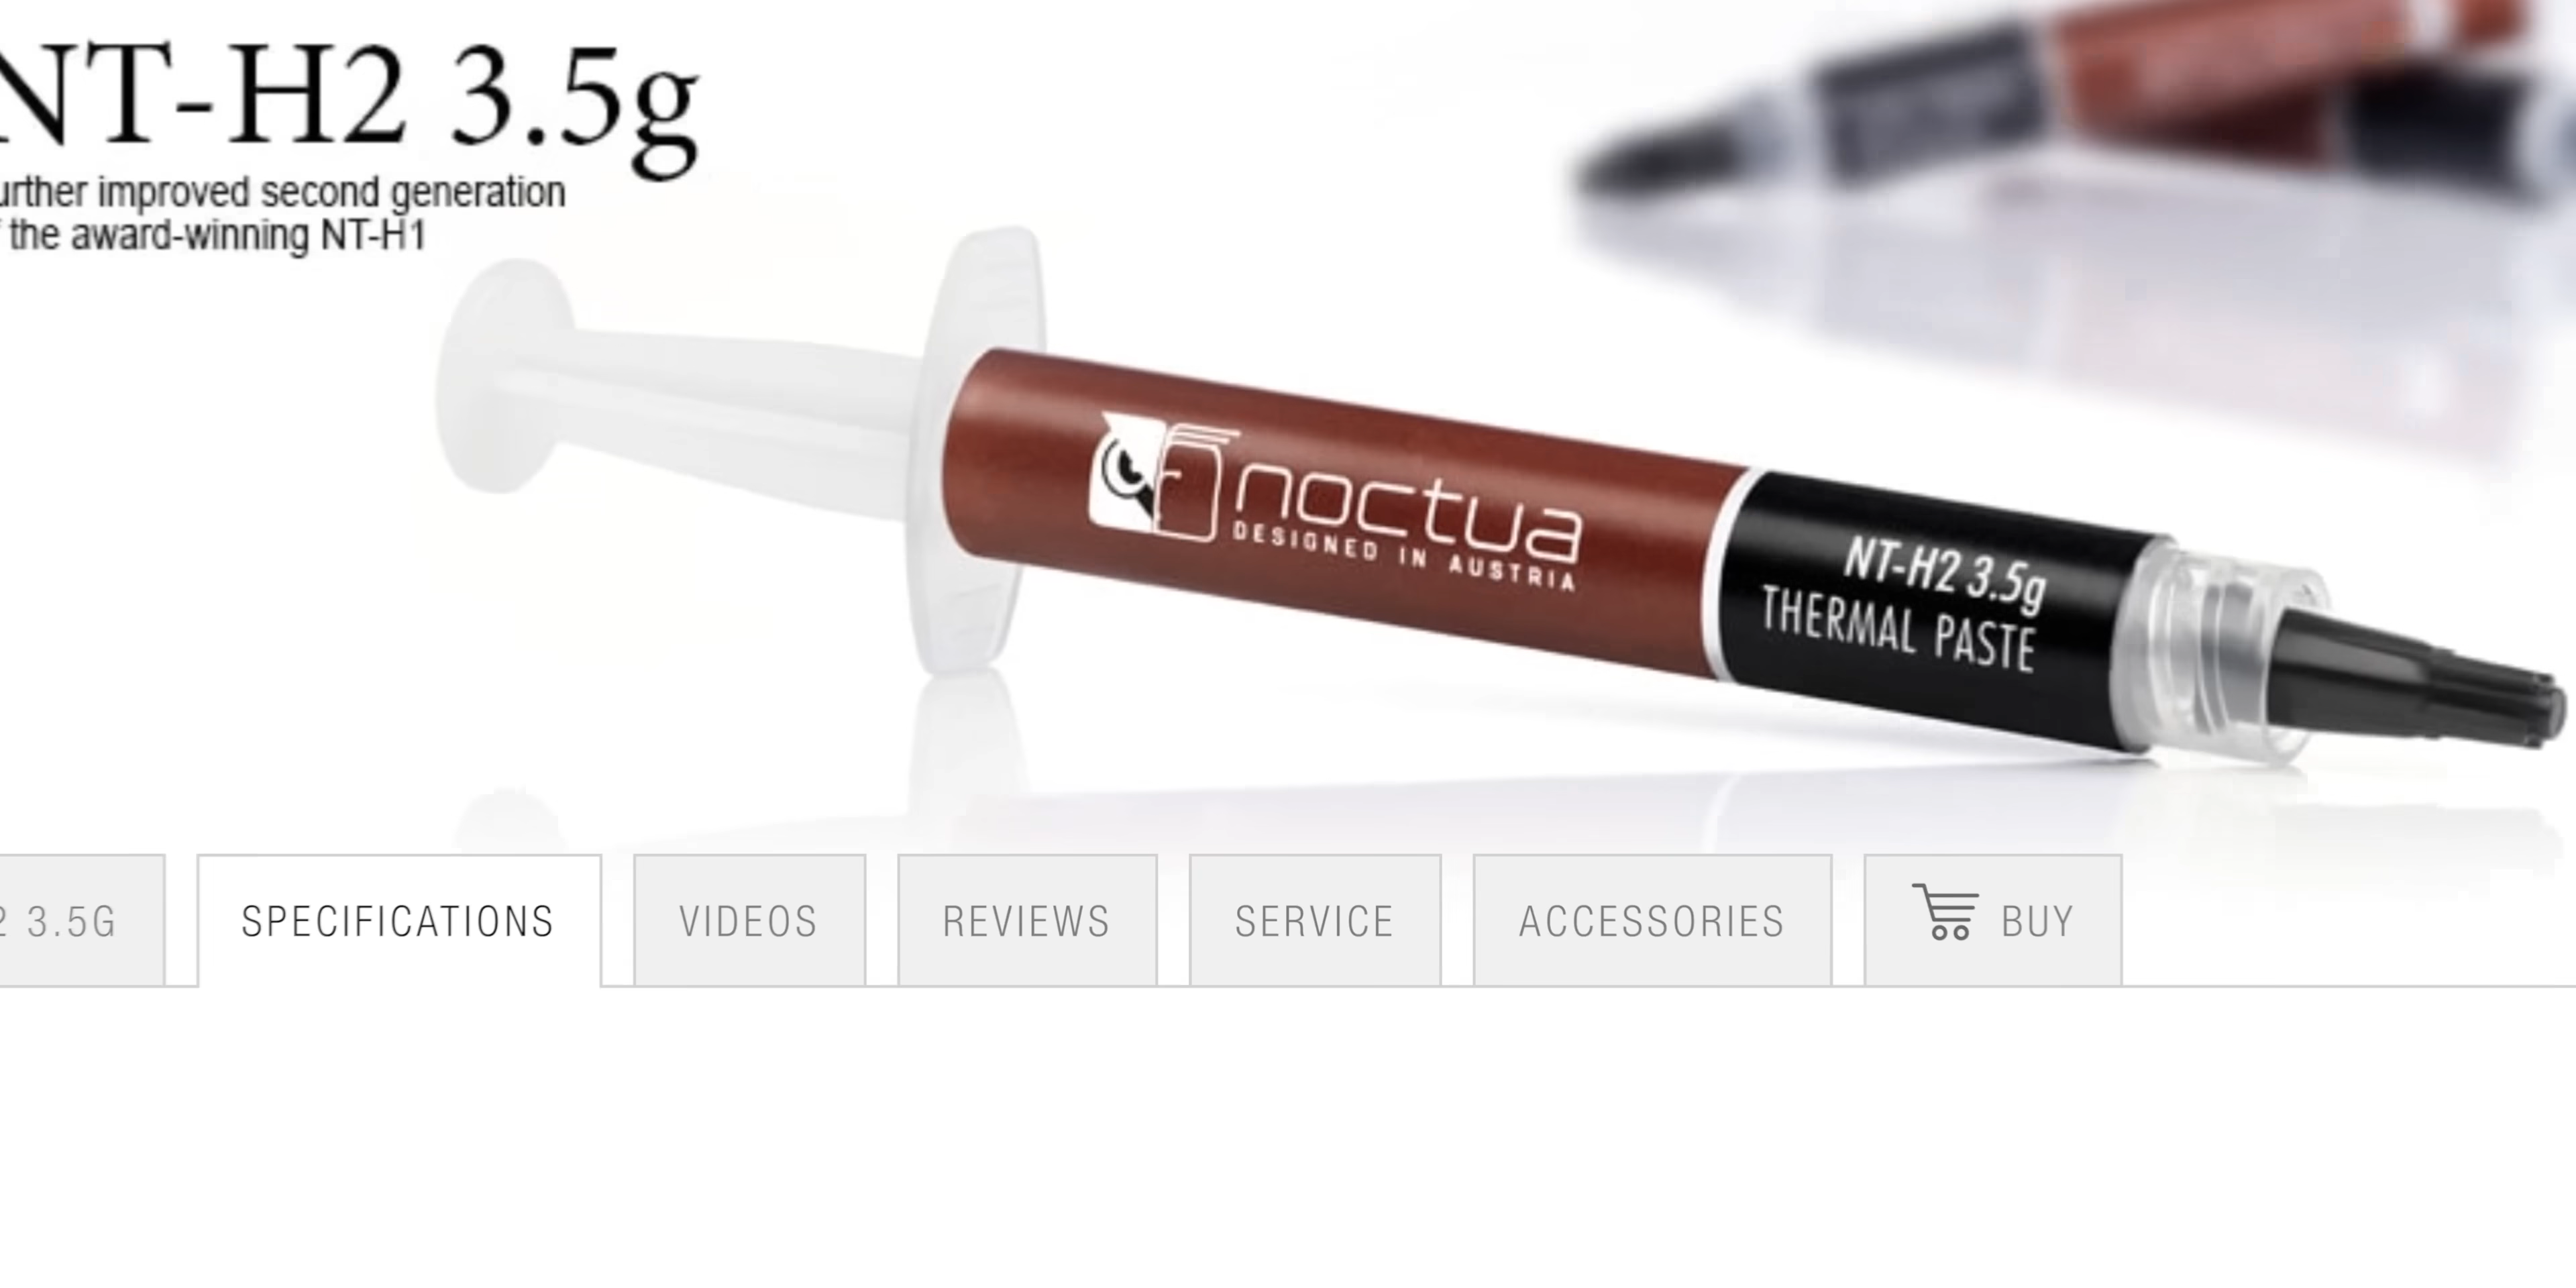 NT-H2 3.5g
urther improved second generation
f the award-winning NT-H1
noctua
DESIGNED IN AUSTRIA
NT-H2 3.5g
THERMAL PASTE
2 3.5G
SPECIFICATIONS
VIDEOS
REVIEWS
SERVICE
ACCESSORIES
BUY